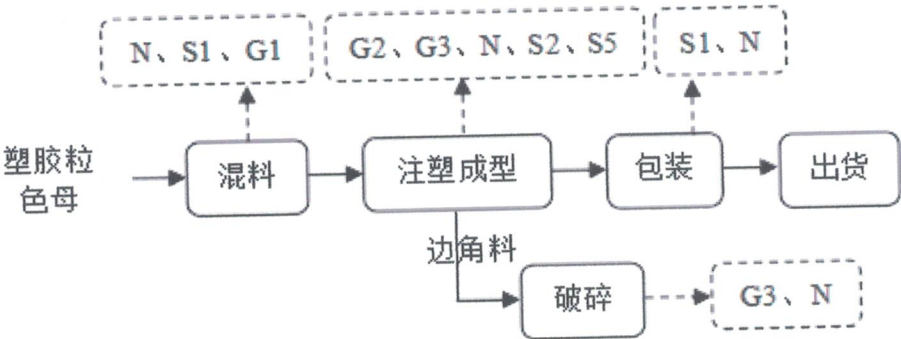 N、S1、G1
G2、G3、N、S2、S5
S1、N
塑胶粒
色母
混料
注塑成型
包装
出货
边角料
破碎
G3、N